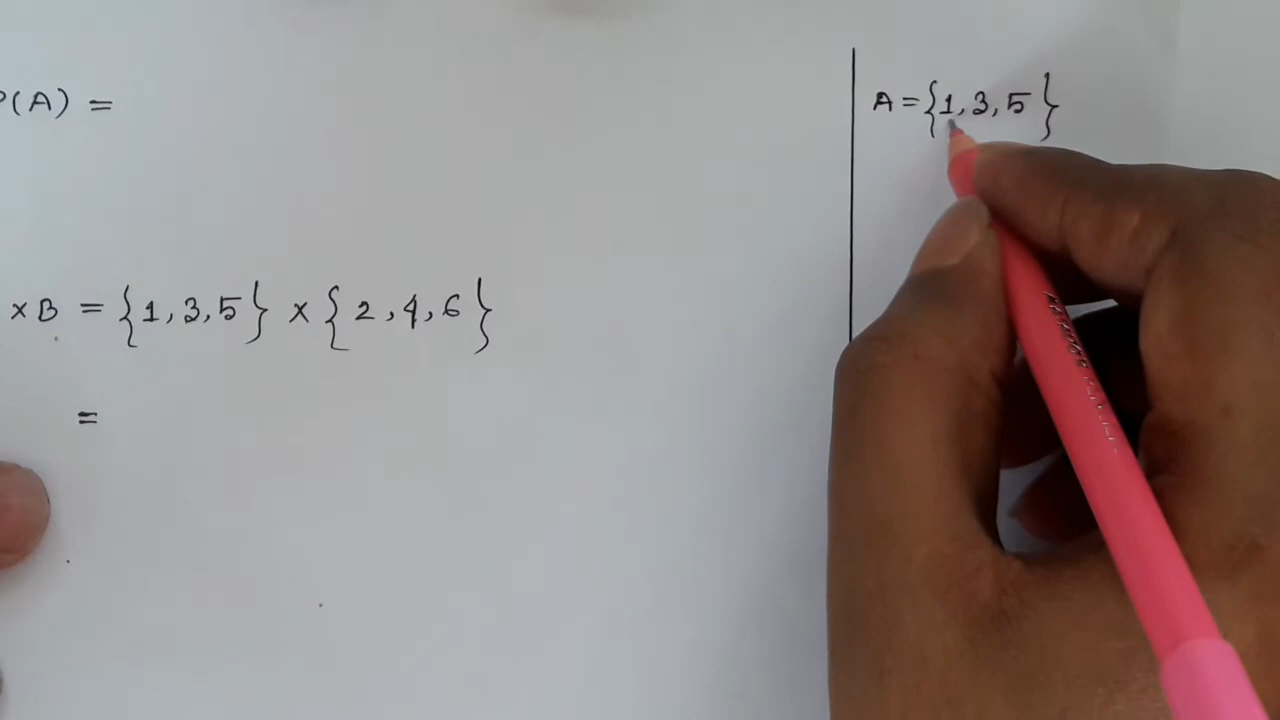 P(A) =
A = {1, 3, 5}
× B = {1, 3, 5} × {2, 4, 6}
=